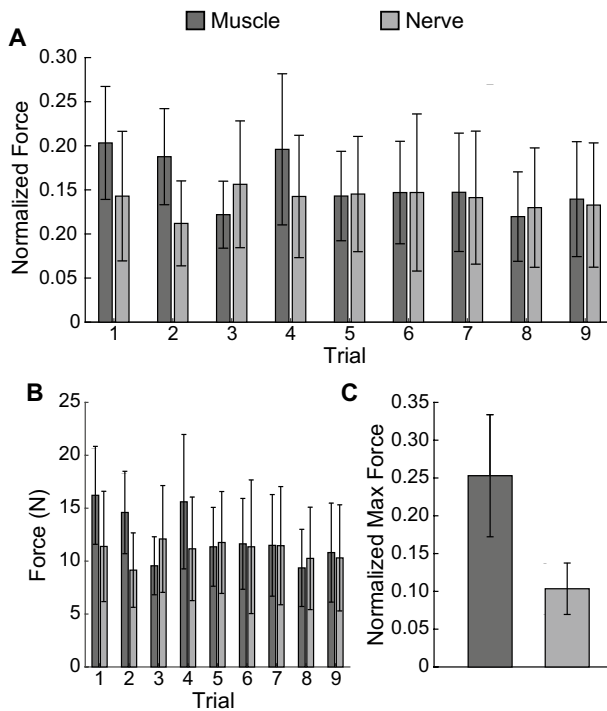 Muscle Nerve
A
Normalized Force
0.30
0.20
0.15
0.20
0.05
0
1 2 3 4 5 6 7 8 9
Trial
B
Force (N)
25
20
15
10
5
0
1 2 3 4 5 6 7 8 9
Trial
C
Normalized Max Force
0.35
0.30
0.25
0.20
0.15
0.10
0.00
0